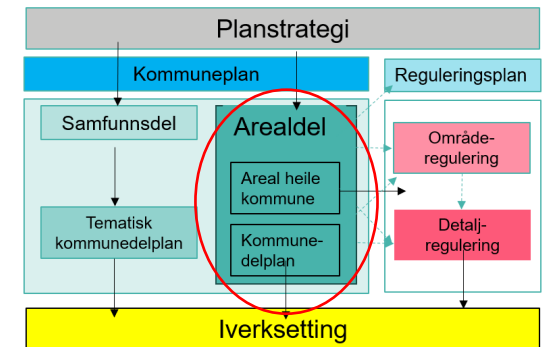 Planstrategi
Kommuneplan
Reguleringsplan
Samfunnsdel
Arealdel
Område-
regulering
Areal heile
kommune
Tematisk
kommunedelplan
Kommune-
delplan
Detalj-
regulering
Iverksetting